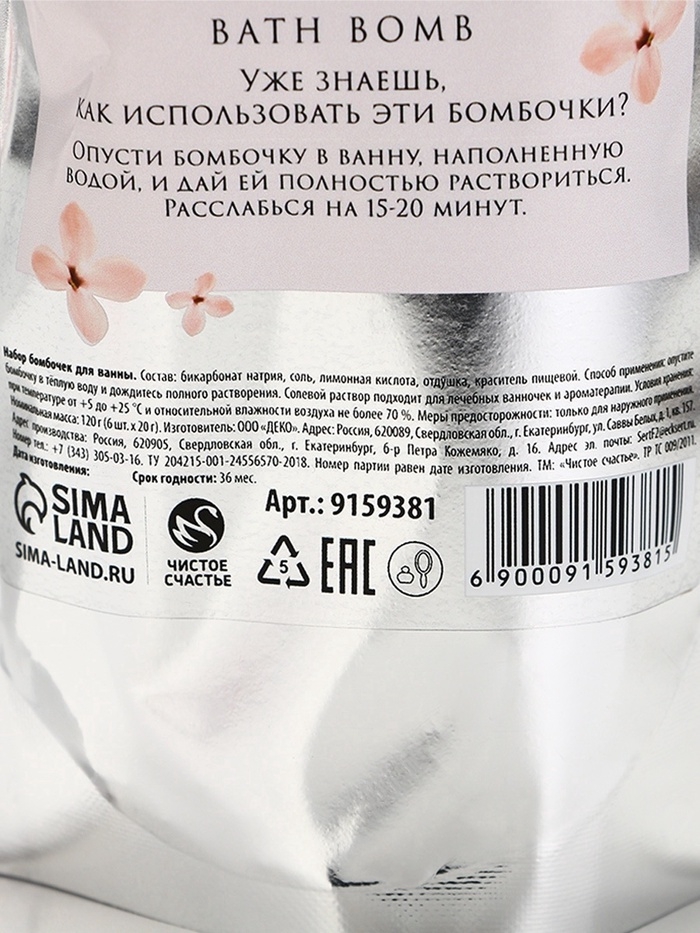 BATH BOMB
УЖЕ ЗНАЕШЬ,
КАК ИСПОЛЬЗОВАТЬ ЭТИ БОМБОЧКИ?
ОПУСТИ БОМБОЧКУ В ВАННУ, НАПОЛНЕННУЮ
ВОДОЙ, И ДАЙ ЕЙ ПОЛНОСТЬЮ РАСТВОРИТЬСЯ.
РАССЛАБЬСЯ НА 15-20 МИНУТ.
Набор бомбочек для ванны. Состав: бикарбонат натрия, соль, лимонная кислота, отдушка, краситель пищевой. Способ применения: опустите
бомбочку в тёплую воду и дождитесь полного растворения. Солевой раствор подходит для лечебных ванночек и ароматерапии. Условия хранения:
при температуре от +5 до +25 °C и относительной влажности воздуха не более 70 %. Меры предосторожности: только для наружного применения.
Номинальная масса: 120 г (6 шт. х 20 г). Изготовитель: ООО «ДЕКО». Адрес: Россия, 620089, Свердловская обл., г. Екатеринбург, ул. Саввы Белых, д. 1, кв. 157.
Адрес производства: Россия, 620905, Свердловская обл., г. Екатеринбург, б-р Петра Кожемяко, д. 16. Адрес эл. почты: SertF2@ecksert.ru.
Номер тел.: +7 (343) 305-03-16. ТУ 204215-001-24556570-2018. Номер партии равен дате изготовления. ТМ: «Чистое счастье». ТР ТС 009/2011.
Дата изготовления: Срок годности: 36 мес.
SIMA LAND
SIMA-LAND.RU
ЧИСТОЕ
СЧАСТЬЕ
Арт.: 9159381
5
EAC
6 900091 593815